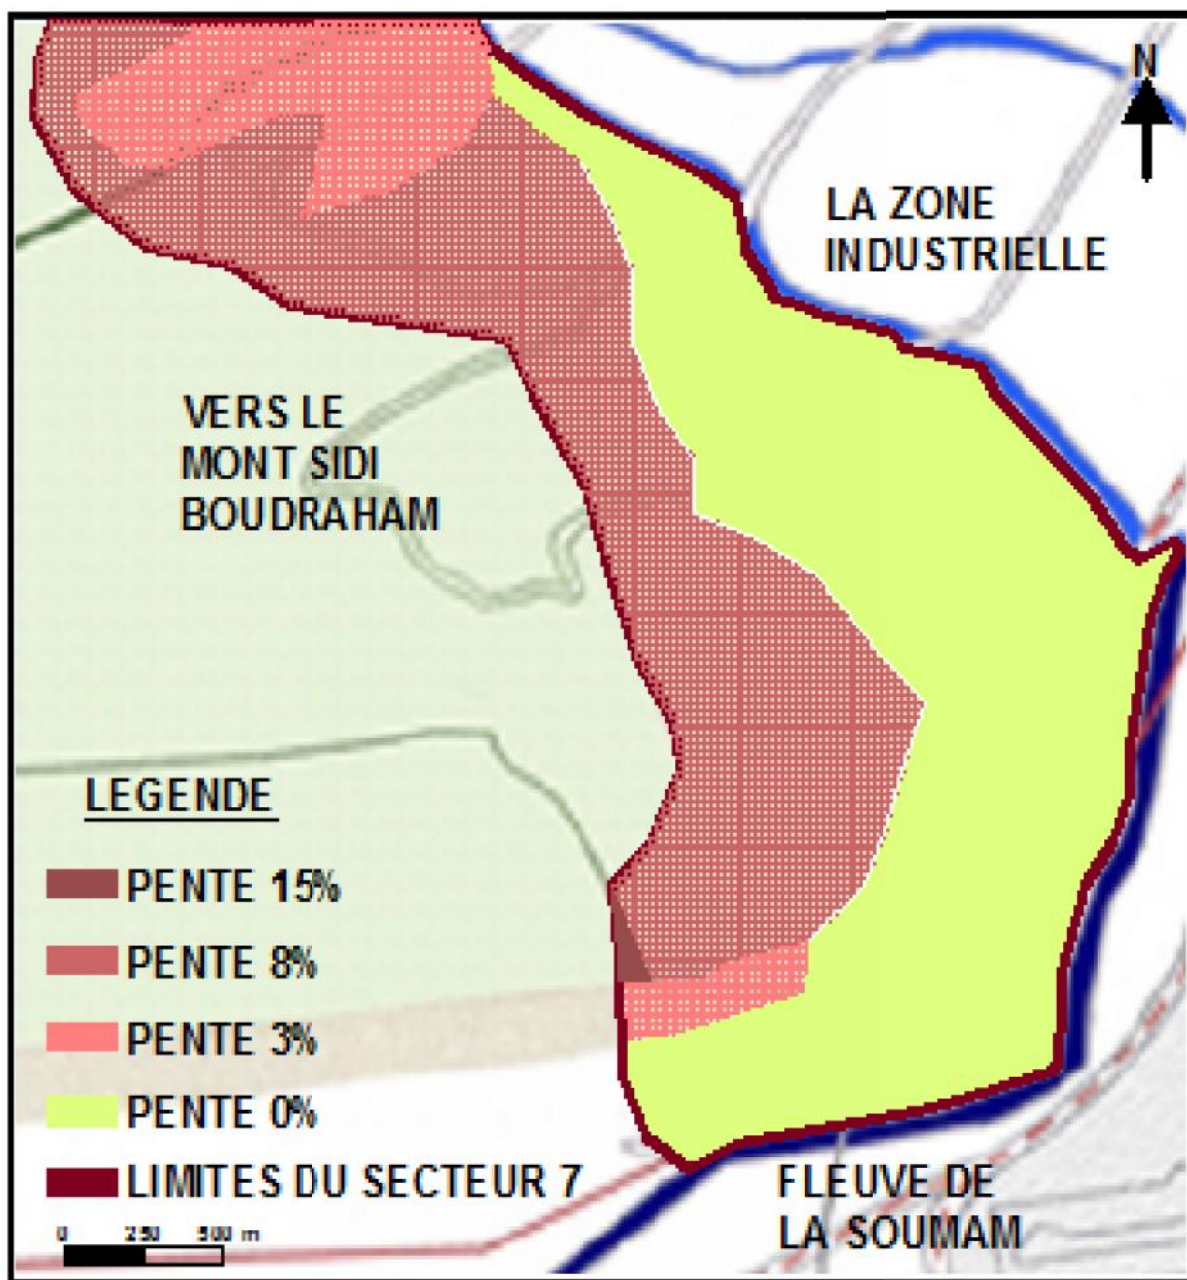 N
LA ZONE
INDUSTRIELLE
VERS LE
MONT SIDI
BOUDRAHAM
LEGENDE
PENTE 15%
PENTE 8%
PENTE 3%
PENTE 0%
LIMITES DU SECTEUR 7
0 250 500 m
FLEUVE DE
LA SOUMAM